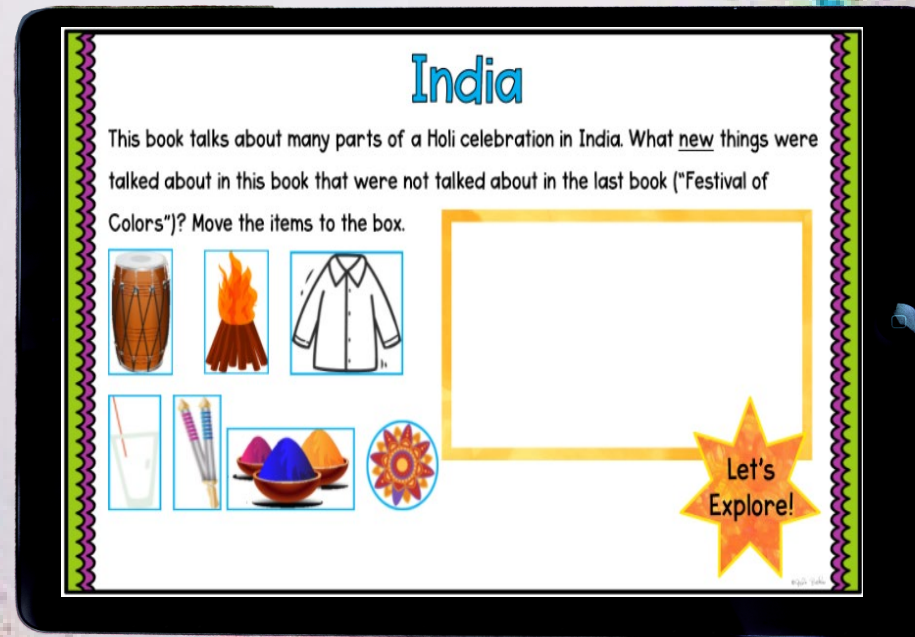 India
This book talks about many parts of a Holi celebration in India. What new things were
talked about in this book that were not talked about in the last book ("Festival of
Colors")? Move the items to the box.
Let's
Explore!